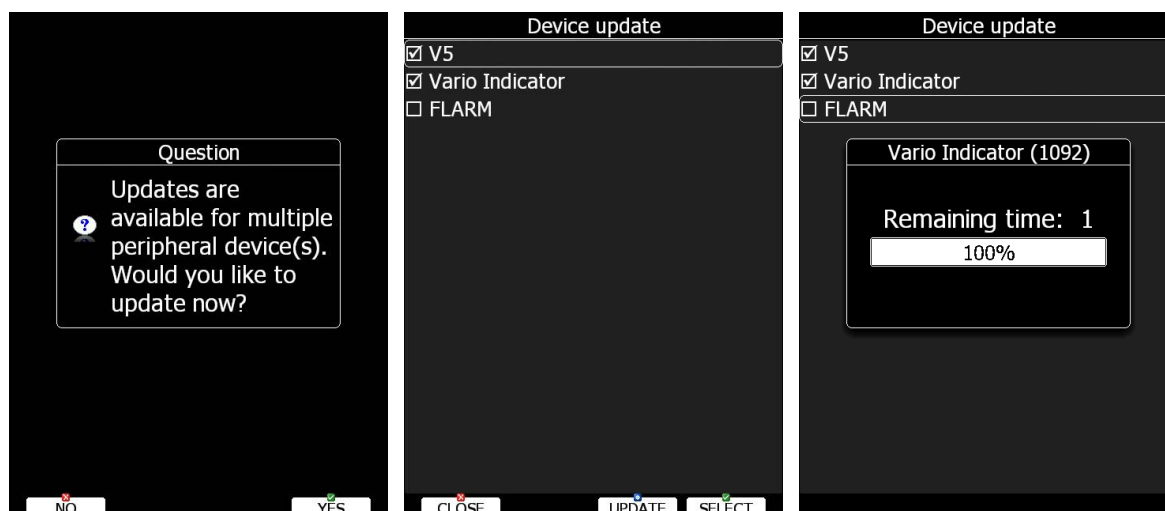 Question
Updates are
available for multiple
peripheral device(s).
Would you like to
update now?
NO
YES
Device update
V5
Vario Indicator
FLARM
CLOSE
UPDATE
SELECT
Device update
V5
Vario Indicator
FLARM
Vario Indicator (1092)
Remaining time: 1
100%